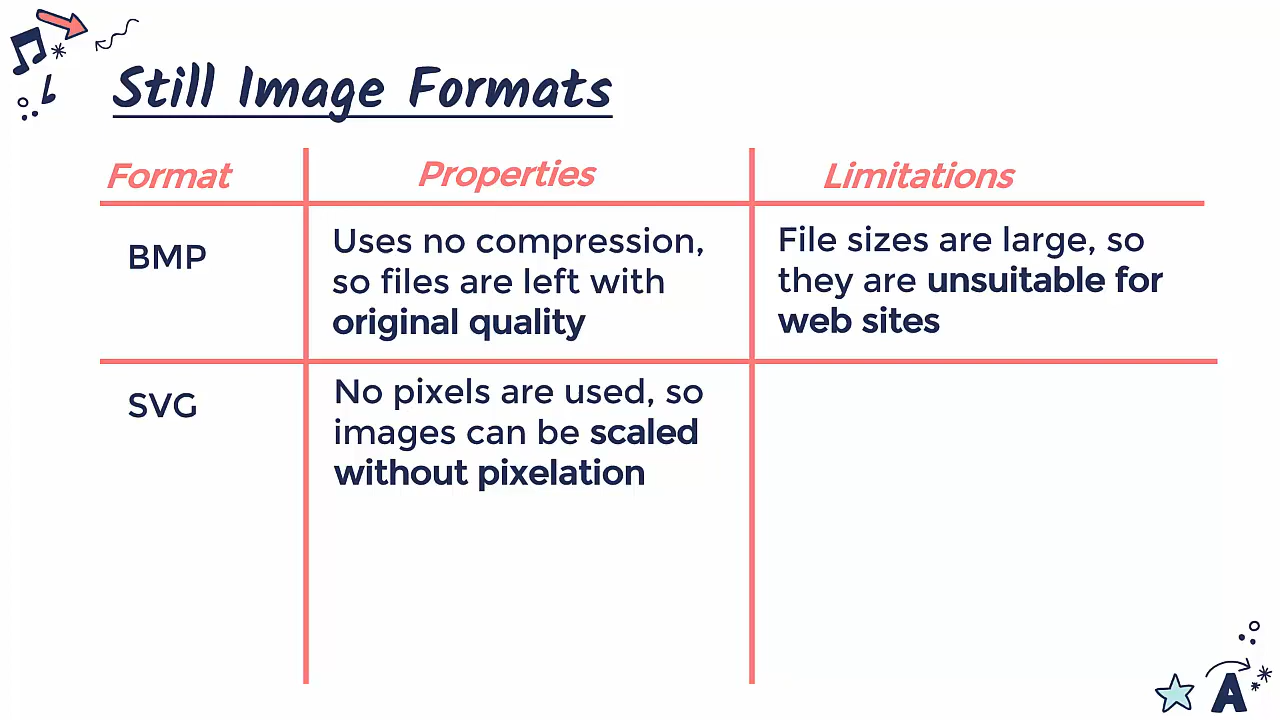 Still Image Formats
Format
Properties
Limitations
BMP
Uses no compression,
so files are left with
original quality
File sizes are large, so
they are unsuitable for
web sites
SVG
No pixels are used, so
images can be scaled
without pixelation
A